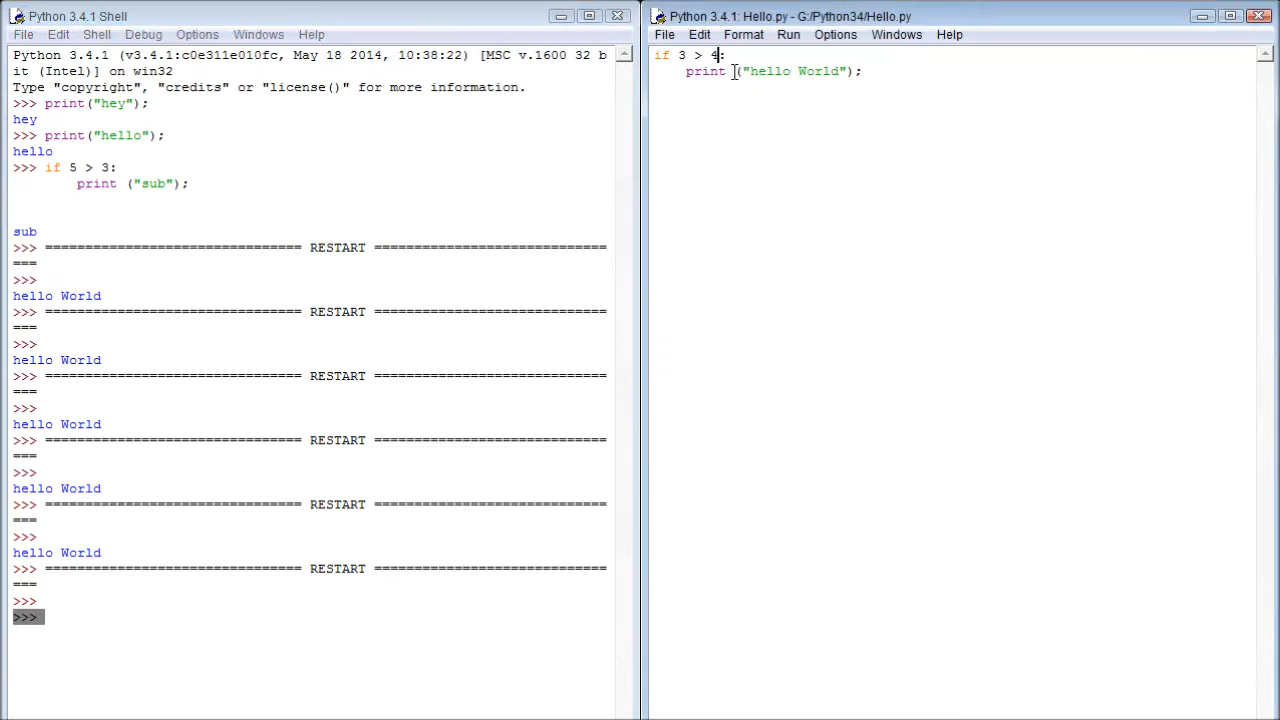 Python 3.4.1 Shell
File Edit Shell Debug Options Windows Help
Python 3.4.1 (v3.4.1:c0e311e010fc, May 18 2014, 10:38:22) [MSC v.1600 32 b
it (Intel)] on win32
Type "copyright", "credits" or "license()" for more information.
>>> print("hey");
hey
>>> print("hello");
hello
>>> if 5 > 3:
        print ("sub");
sub
>>> ================================ RESTART =============================
===
>>>
hello World
>>> ================================ RESTART =============================
===
>>>
hello World
>>> ================================ RESTART =============================
===
>>>
hello World
>>> ================================ RESTART =============================
===
>>>
hello World
>>> ================================ RESTART =============================
===
>>>
hello World
>>> ================================ RESTART =============================
===
>>>
>>>
Python 3.4.1: Hello.py - G:/Python34/Hello.py
File Edit Format Run Options Windows Help
if 3 > 4:
    print ("hello World");